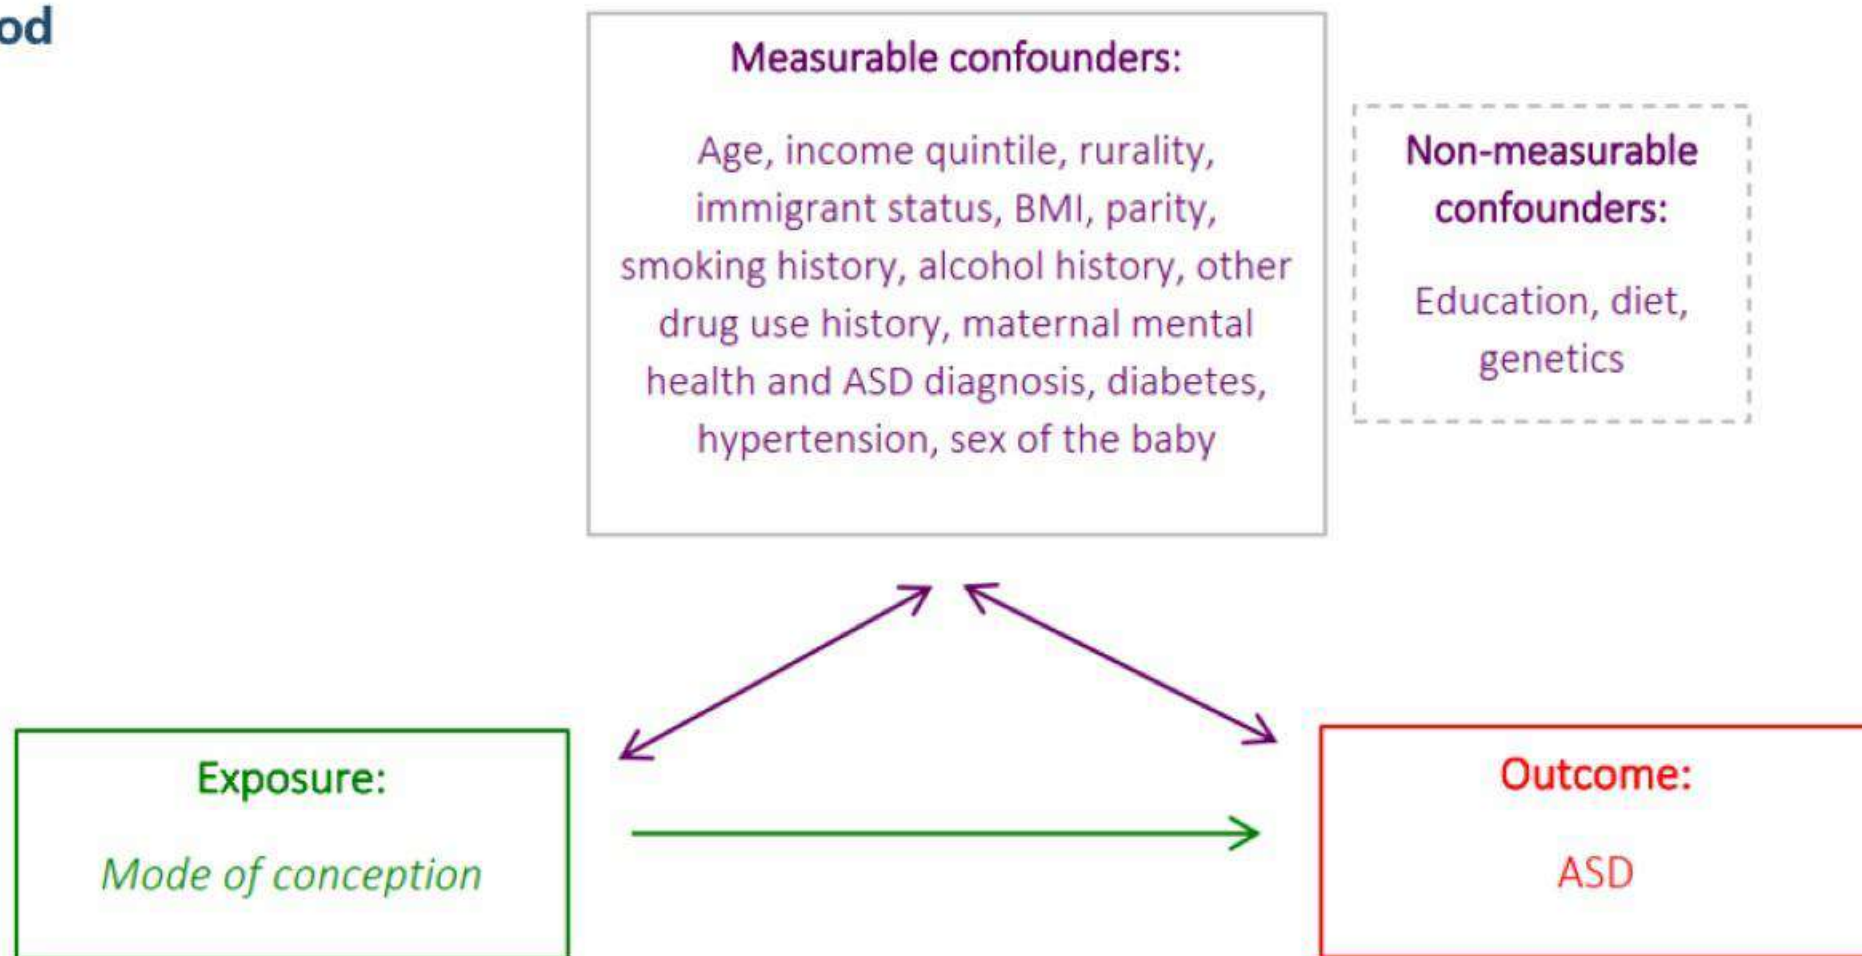 od
Measurable confounders:
Age, income quintile, rurality,
immigrant status, BMI, parity,
smoking history, alcohol history, other
drug use history, maternal mental
health and ASD diagnosis, diabetes,
hypertension, sex of the baby
Non-measurable
confounders:
Education, diet,
genetics
Exposure:
Mode of conception
Outcome:
ASD